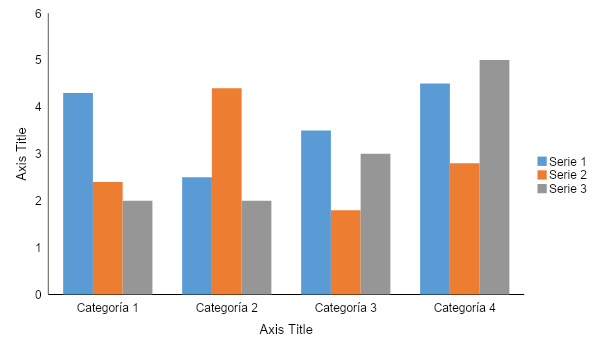 6
5
4
3
2
1
0
Axis Title
Categoría 1
Categoría 2
Categoría 3
Categoría 4
Axis Title
Serie 1
Serie 2
Serie 3